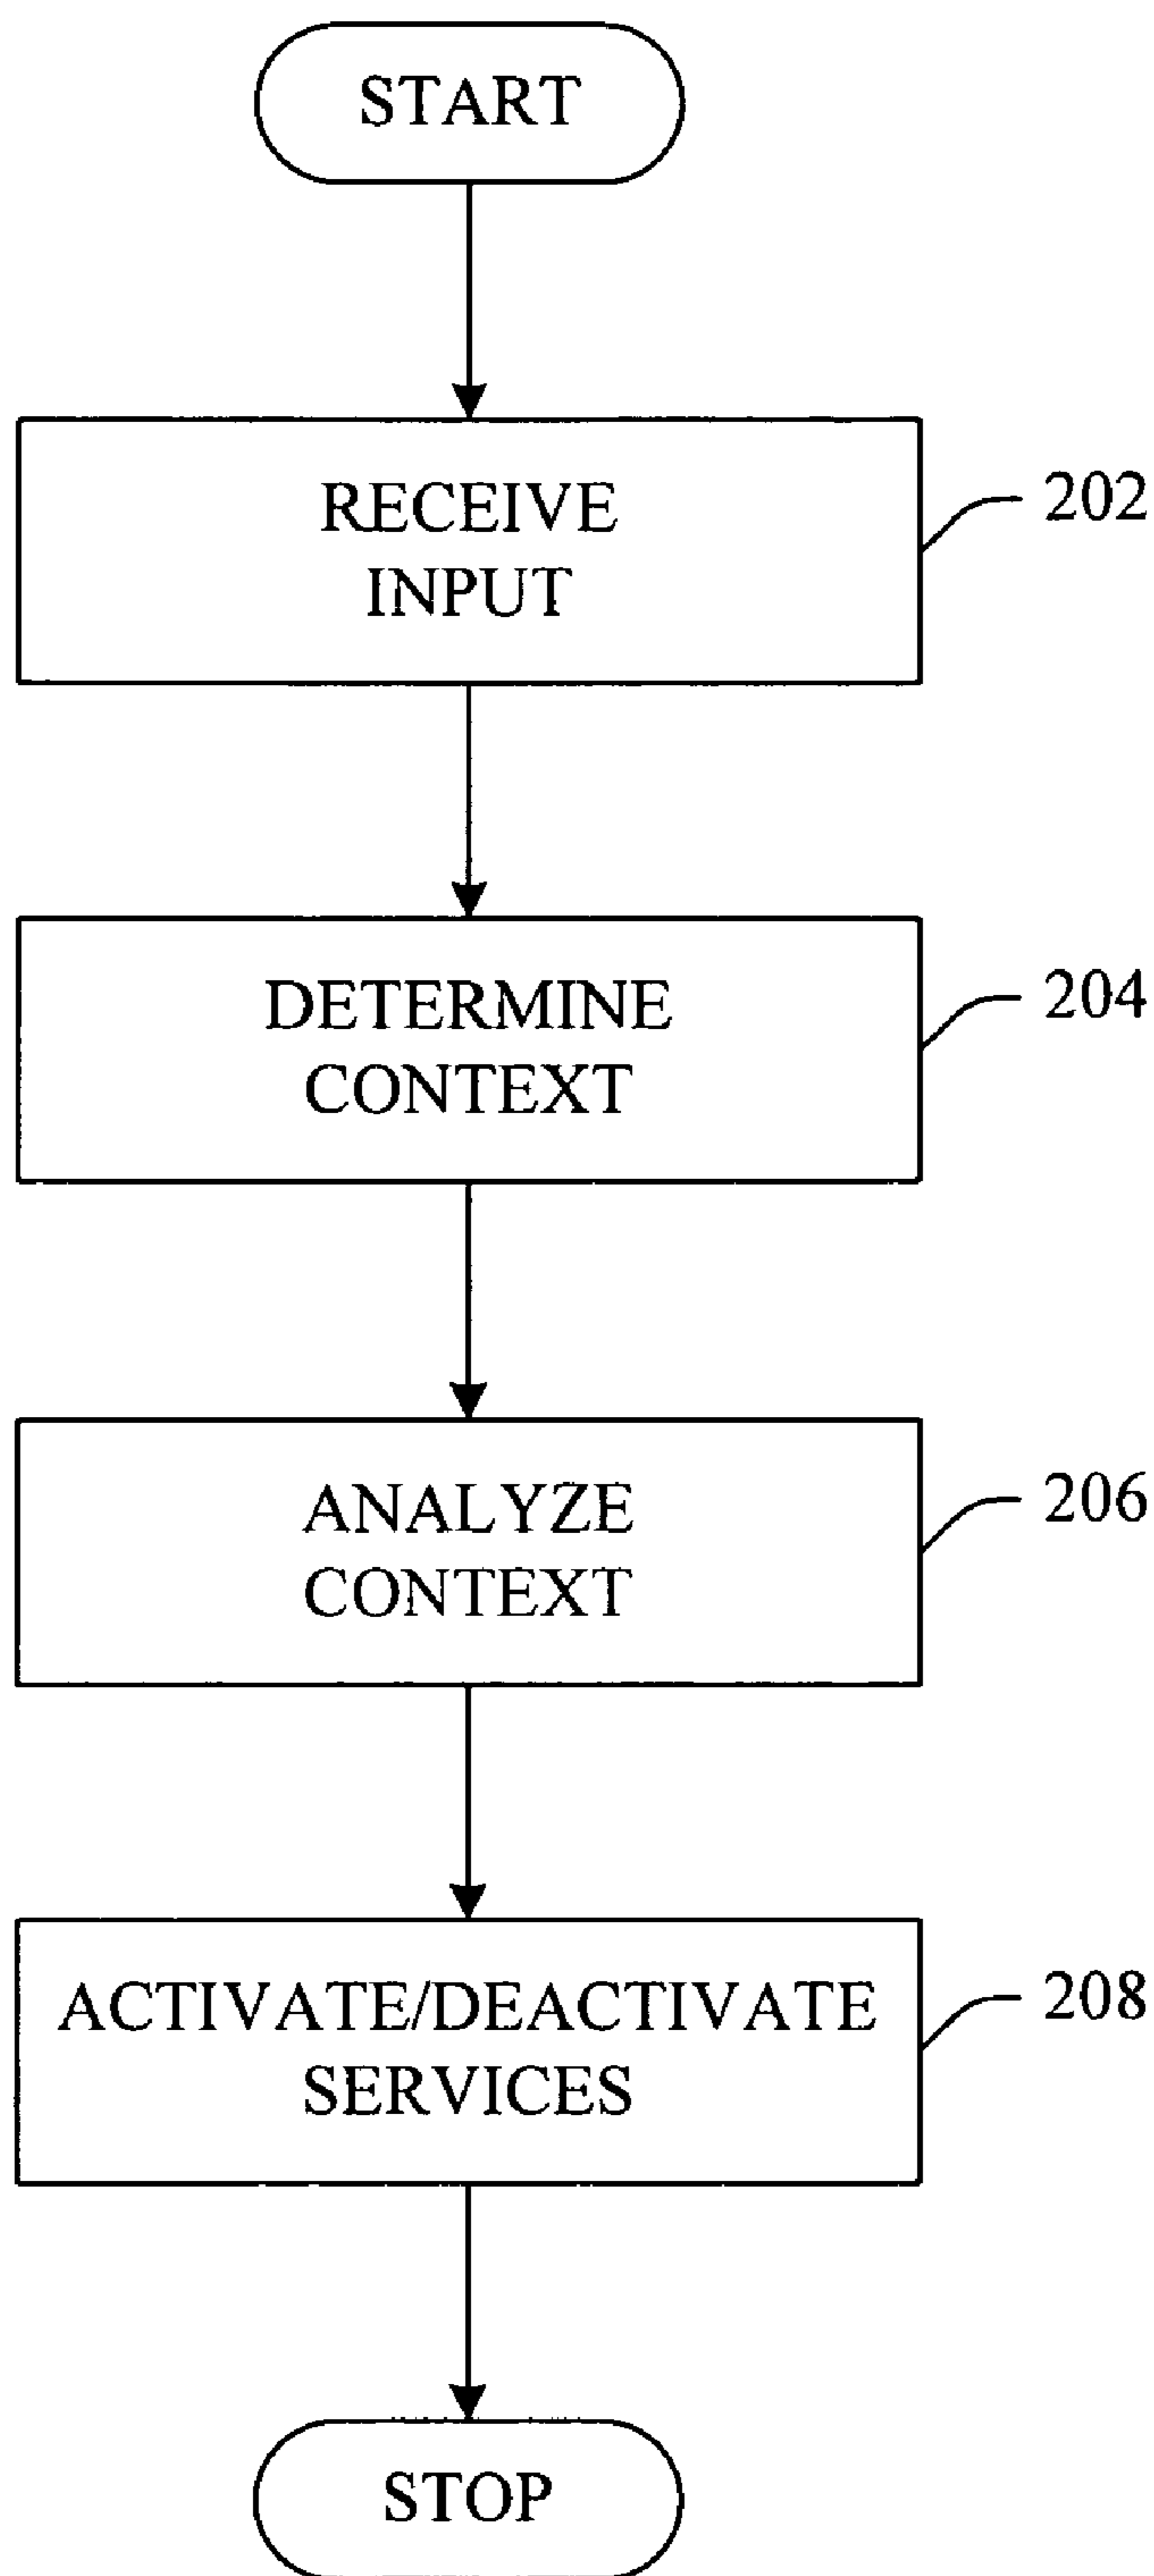 START
RECEIVE
INPUT
202
DETERMINE
CONTEXT
204
ANALYZE
CONTEXT
206
ACTIVATE/DEACTIVATE
SERVICES
208
STOP